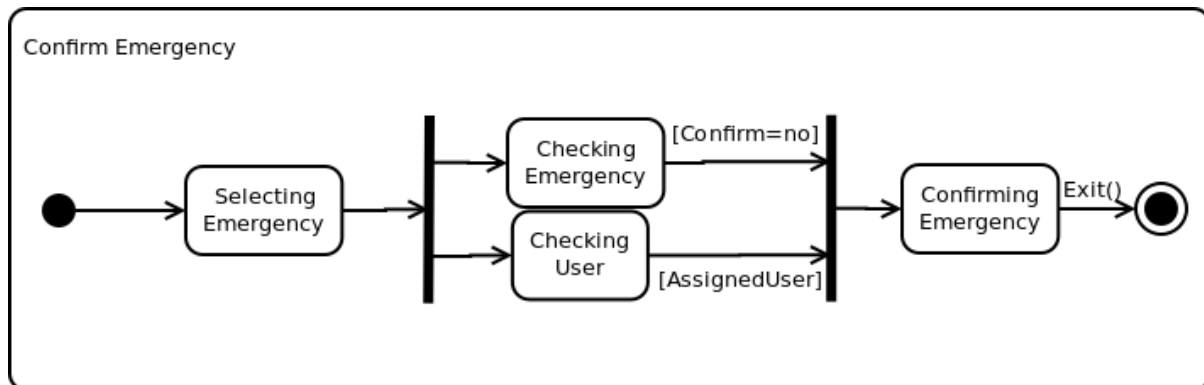 Confirm Emergency
Selecting
Emergency
Checking
Emergency
[Confirm=no]
Checking
User
[AssignedUser]
Confirming
Emergency
Exit()